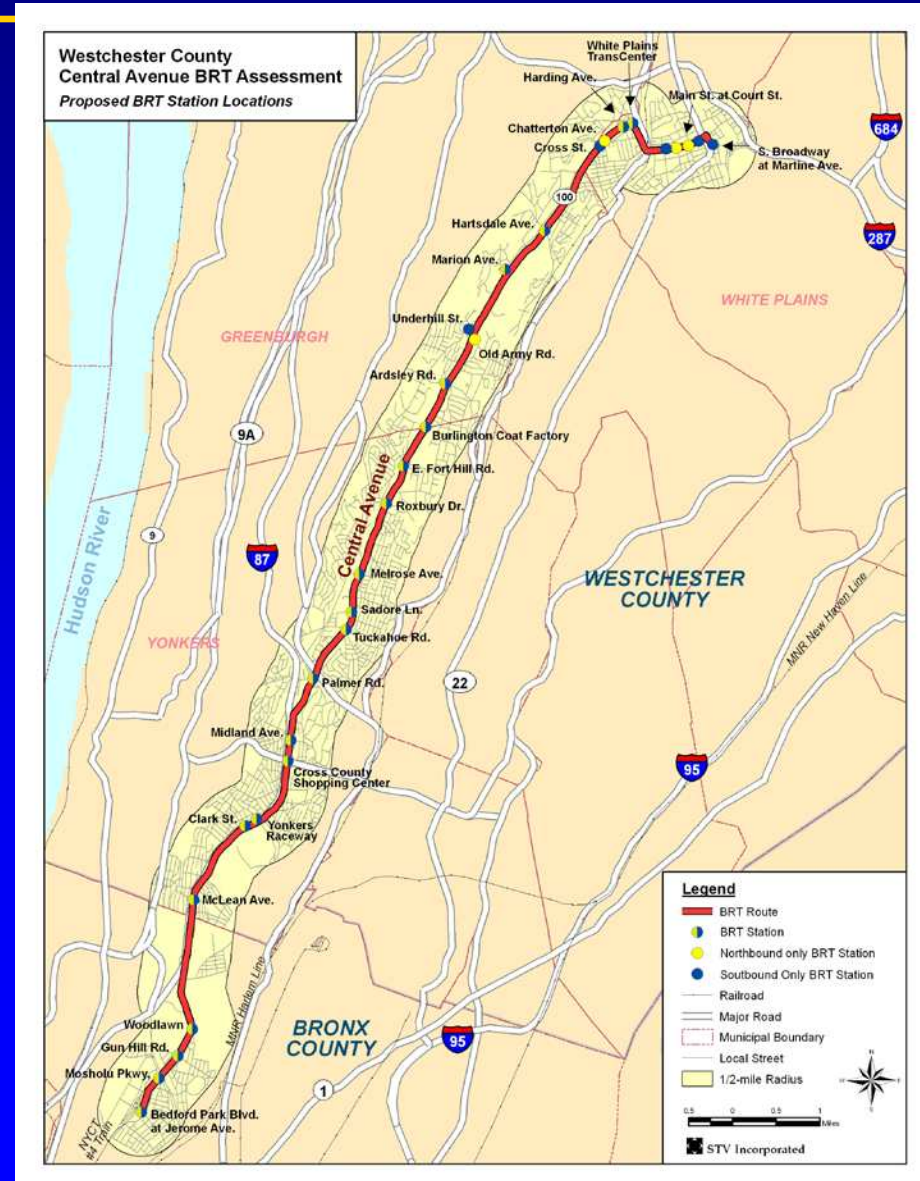 Westchester County
Central Avenue BRT Assessment
Proposed BRT Station Locations
White Plains
TransCenter
Harding Ave.
Main St. at Court St.
Chatterton Ave.
Cross St.
S. Broadway
at Martine Ave.
684
100
287
Hartsdale Ave.
Marion Ave.
WHITE PLAINS
Underhill St.
GREENBURGH
Old Army Rd.
Ardsley Rd.
9A
Burlington Coat Factory
E. Fort Hill Rd.
Central Avenue
Roxbury Dr.
9
87
Hudson River
Melrose Ave.
WESTCHESTER
COUNTY
MNR New Haven Line
Sadore Ln.
Tuckahoe Rd.
YONKERS
Palmer Rd.
22
Midland Ave.
Cross County
Shopping Center
95
Clark St.
Yonkers
Raceway
McLean Ave.
MNR Harlem Line
Woodlawn
BRONX
COUNTY
95
Gun Hill Rd.
Mosholu Pkwy.
1
Bedford Park Blvd.
at Jerome Ave.
NYCT
#4 Train
Legend
BRT Route
BRT Station
Northbound only BRT Station
Soutbound Only BRT Station
Railroad
Major Road
Municipal Boundary
Local Street
1/2-mile Radius
0.5 0 0.5 1
Miles
STV Incorporated